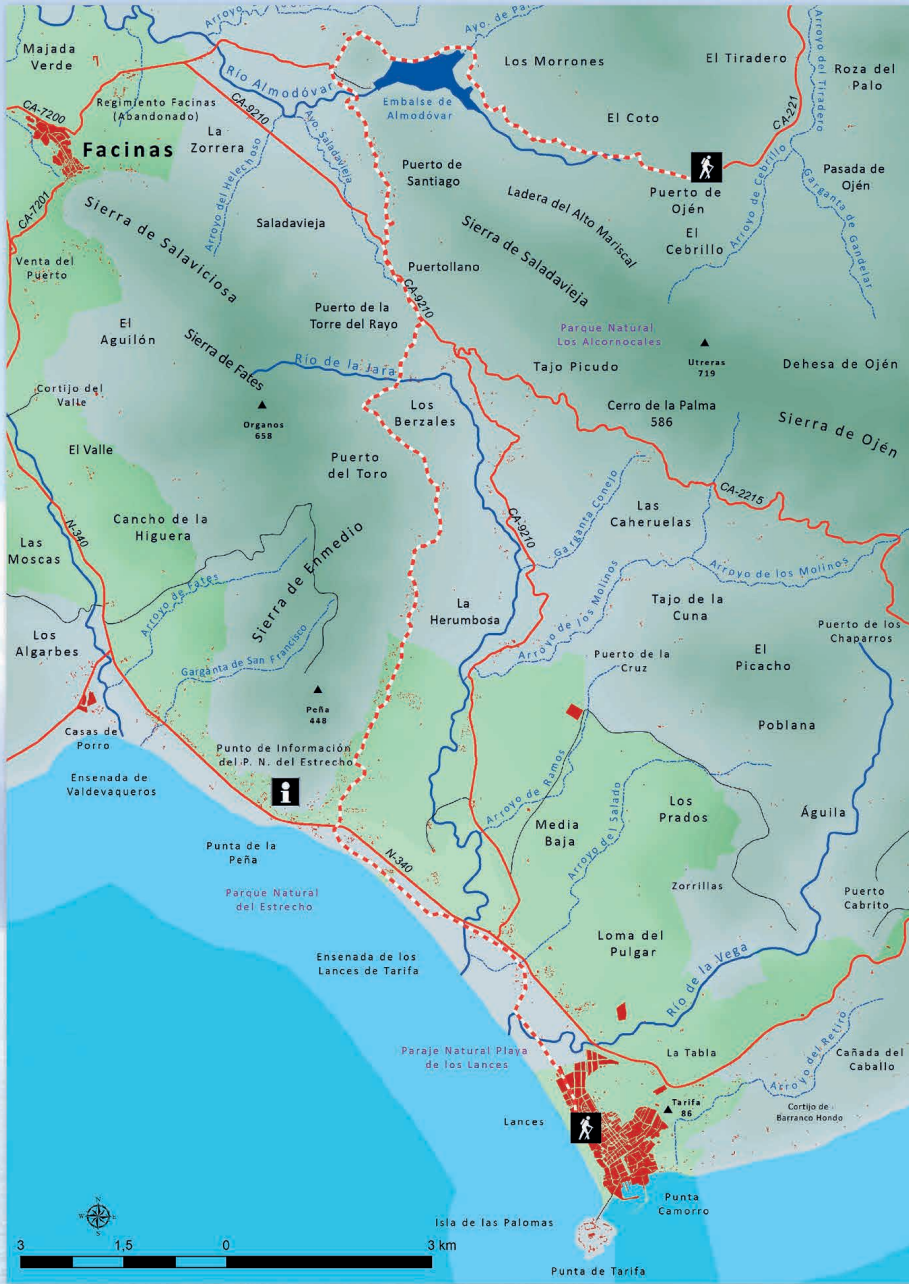 Majada
Verde
Ayo. de
Los Morrones
El Tiradero
Arroyo del Tiradero
Roza del
Palo
Río Almodóvar
CA-7200
Regimiento Facinas
(Abandonado)
CA-9210
Embalse de
Almodóvar
El Coto
CA-221
La
Zorrera
Facinas
Ayo. Saladavieja
Arroyo del Helechoso
Puerto de
Santiago
Puerto de
Ojén
Pasada de
Ojén
Arroyo de Cebrillo
Garganta de Gandelar
CA-7201
Sierra de Salaviciosa
Saladavieja
Ladera del Alto Mariscal
Sierra de Saladavieja
El
Cebrillo
Venta del
Puerto
Puertollano
CA-9210
El
Aguilón
Puerto de la
Torre del Rayo
Parque Natural
Los Alcornocales
Sierra de Fates
Río de la Jara
Tajo Picudo
Utreras
719
Dehesa de Ojén
Cortijo del
Valle
Organos
658
Los
Berzales
Cerro de la Palma
586
Sierra de Ojén
El Valle
Puerto
del Toro
CA-2215
N-340
Cancho de la
Higuera
CA-9210
Garganta Conejo
Las
Caheruelas
Las
Moscas
Arroyo de Fates
Sierra de Enmedio
Arroyo de los Molinos
Arroyo de los Molinos
La
Herumbosa
Tajo de la
Cuna
Los
Algarbes
Garganta de San Francisco
Puerto de la
Cruz
El
Picacho
Puerto de los
Chaparros
Peña
448
Casas de
Porro
Poblana
Punto de Información
del P. N. del Estrecho
Ensenada de
Valdevaqueros
Arroyo de Ramos
Arroyo del Salado
Los
Prados
Águila
Punta de la
Peña
N-340
Media
Baja
Parque Natural
del Estrecho
Zorrillas
Puerto
Cabrito
Ensenada de los
Lances de Tarifa
Loma del
Pulgar
Río de la Vega
Paraje Natural Playa
de los Lances
La Tabla
Arroyo del Retiro
Cañada del
Caballo
Tarifa
86
Lances
Cortijo de
Barranco Hondo
Punta
Camorro
N
W
E
S
Isla de las Palomas
3 1,5 0 3 km
Punta de Tarifa